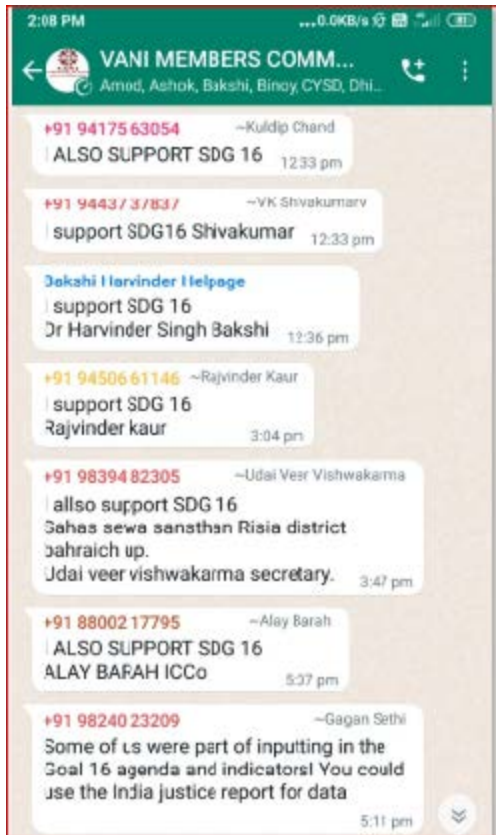 2:08 PM ...0.0KB/s
VANI MEMBERS COMM...
Amod, Ashok, Bakshi, Binoy, CYSD, Dhi...
+91 94175 63054 ~Kuldip Chand
I ALSO SUPPORT SDG 16 12:33 pm
+91 94437 37837 ~VK Shivakumarv
I support SDG16 Shivakumar 12:33 pm
Bakshi Harvinder Helpage
I support SDG 16
Dr Harvinder Singh Bakshi 12:36 pm
+91 94506 61146 ~Rajvinder Kaur
I support SDG 16
Rajvinder kaur 3:04 pm
+91 98394 82305 ~Udai Veer Vishwakarma
I allso support SDG 16
Sahas sewa sansthan Risia district
bahraich up.
Udai veer vishwakarma secretary. 3:47 pm
+91 88002 17795 ~Alay Barah
I ALSO SUPPORT SDG 16
ALAY BARAH ICCo 5:07 pm
+91 98240 23209 ~Gagan Sethi
Some of us were part of inputting in the
Goal 16 agenda and indicators! You could
use the India justice report for data
5:11 pm